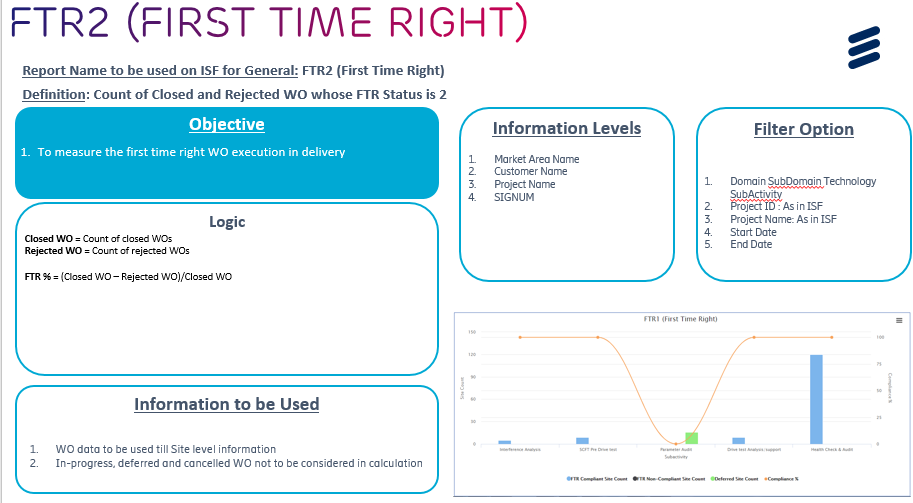 FTR2 (FIRST TIME RIGHT)
Report Name to be used on ISF for General: FTR2 (First Time Right)
Definition: Count of Closed and Rejected WO whose FTR Status is 2
Objective
1. To measure the first time right WO execution in delivery
Logic
Closed WO = Count of closed WOs
Rejected WO = Count of rejected WOs
FTR % = (Closed WO – Rejected WO)/Closed WO
Information to be Used
1. WO data to be used till Site level information
2. In-progress, deferred and cancelled WO not to be considered in calculation
Information Levels
1. Market Area Name
2. Customer Name
3. Project Name
4. SIGNUM
Filter Option
1. Domain SubDomain Technology
SubActivity
2. Project ID : As in ISF
3. Project Name: As in ISF
4. Start Date
5. End Date
FTR1 (First Time Right)
150
120
90
60
30
0
Site Count
100
75
50
25
0
Compliance %
Interference Analysis
SCFT Pre Drive test
Parameter Audit
Drive test Analysis/support
Health Check & Audit
Subactivity
FTR Compliant Site Count
FTR Non-Compliant Site Count
Deferred Site Count
Compliance %